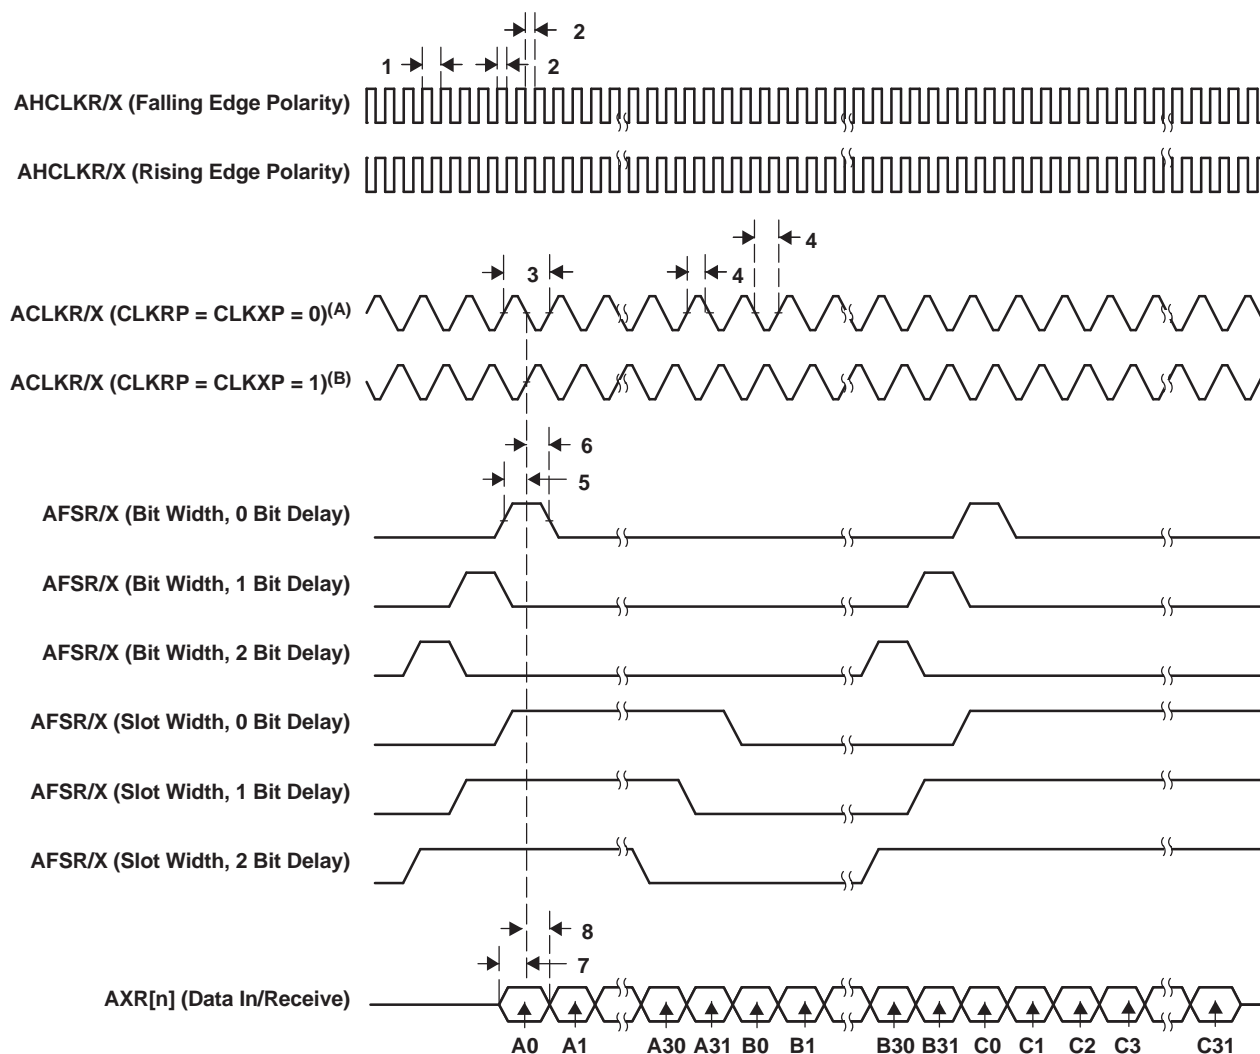 2
1 2
AHCLKR/X (Falling Edge Polarity)
AHCLKR/X (Rising Edge Polarity)
4
3 4
ACLKR/X (CLKRP = CLKXP = 0)(A)
ACLKR/X (CLKRP = CLKXP = 1)(B)
6
5
AFSR/X (Bit Width, 0 Bit Delay)
AFSR/X (Bit Width, 1 Bit Delay)
AFSR/X (Bit Width, 2 Bit Delay)
AFSR/X (Slot Width, 0 Bit Delay)
AFSR/X (Slot Width, 1 Bit Delay)
AFSR/X (Slot Width, 2 Bit Delay)
8
7
AXR[n] (Data In/Receive)
A0 A1 A30 A31 B0 B1 B30 B31 C0 C1 C2 C3 C31